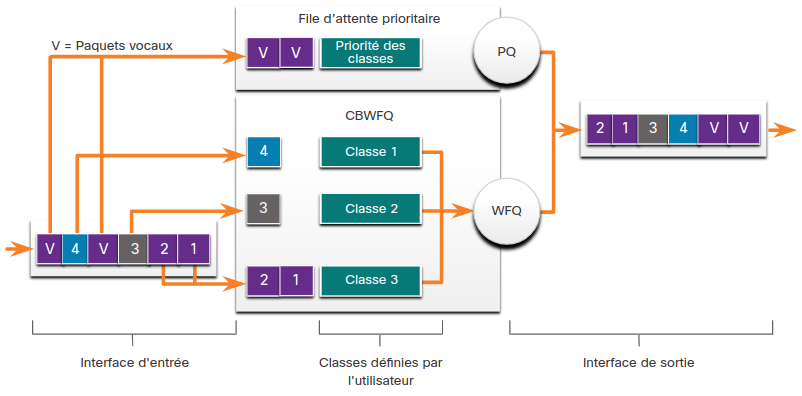 File d'attente prioritaire
V = Paquets vocaux
V V
Priorité des
classes
PQ
CBWFQ
2 1 3 4 V V
4
Classe 1
3
Classe 2
WFQ
V 4 V 3 2 1
2 1
Classe 3
Interface d'entrée
Classes définies par
l'utilisateur
Interface de sortie